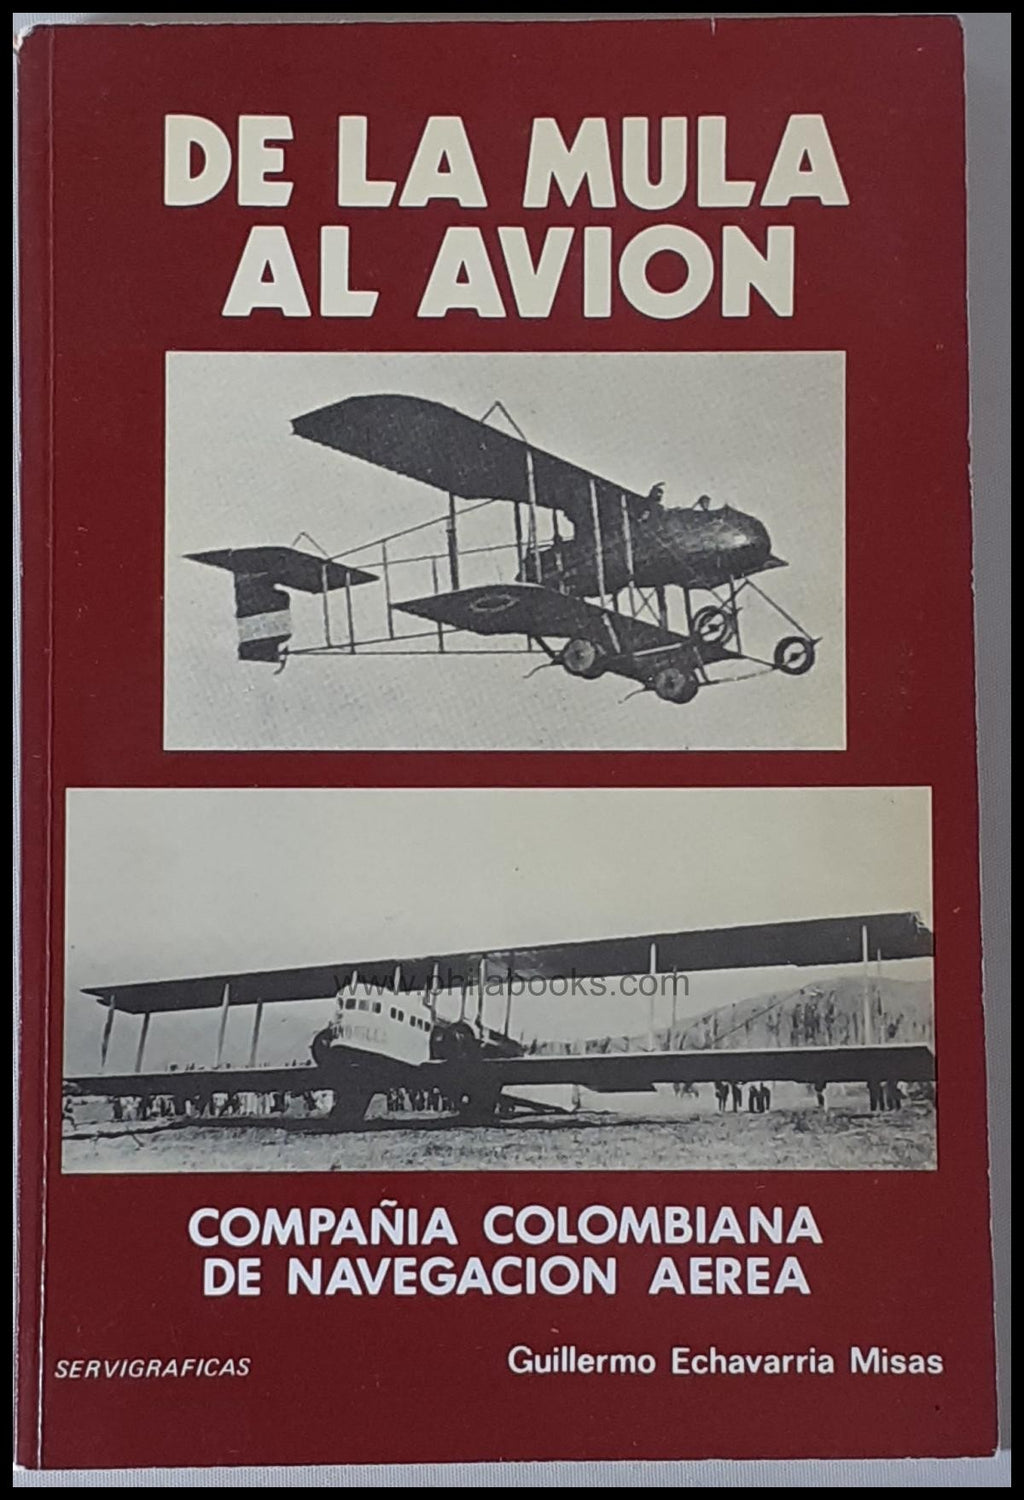 DE LA MULA
AL AVION
www.philabooks.com
COMPAÑIA COLOMBIANA
DE NAVEGACION AEREA
SERVIGRAFICAS
Guillermo Echavarria Misas